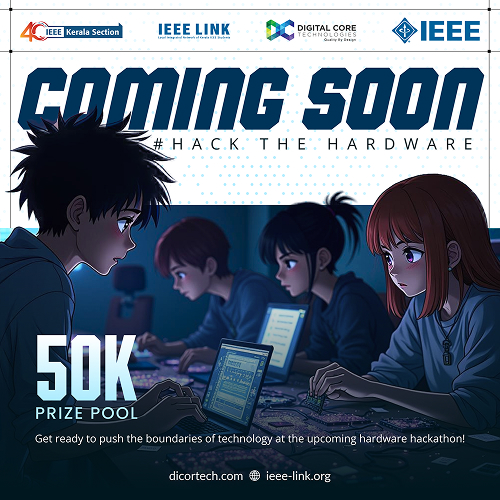 40 IEEE Kerala Section
IEEE LINK
Local Integrated Network of Kerala IEEE Students
DIGITAL CORE
TECHNOLOGIES
Quality By Design
IEEE
COMING SOON
#HACK THE HARDWARE
50K
PRIZE POOL
Get ready to push the boundaries of technology at the upcoming hardware hackathon!
dicortech.com ieee-link.org